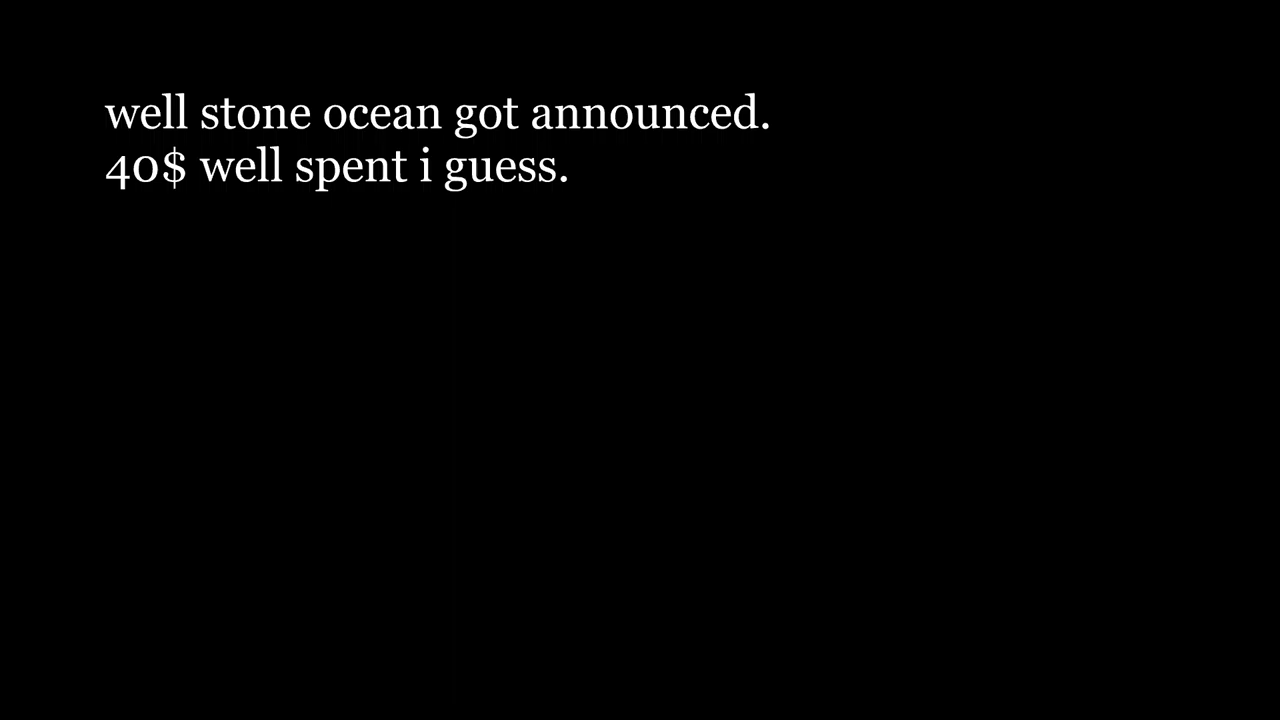 well stone ocean got announced.
40$ well spent i guess.